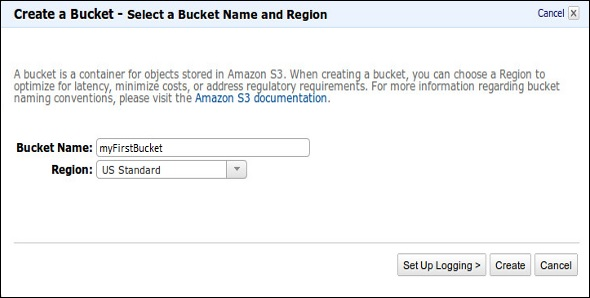 Create a Bucket - Select a Bucket Name and Region
Cancel X
A bucket is a container for objects stored in Amazon S3. When creating a bucket, you can choose a Region to
optimize for latency, minimize costs, or address regulatory requirements. For more information regarding bucket
naming conventions, please visit the Amazon S3 documentation.
Bucket Name: myFirstBucket
Region: US Standard
Set Up Logging > Create Cancel